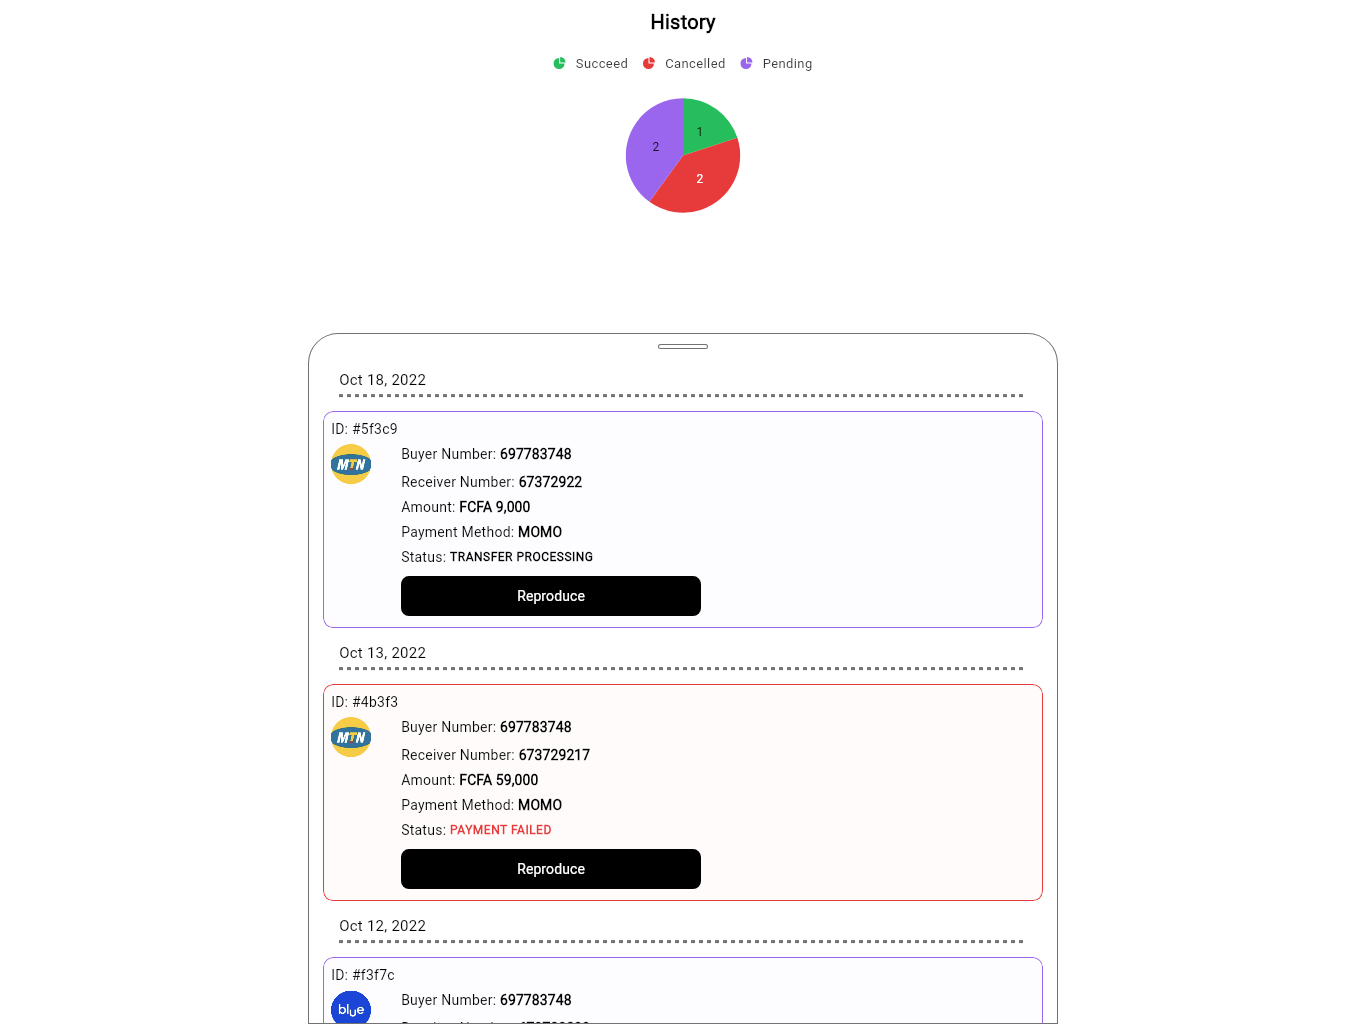 History
Succeed Cancelled Pending
1
2
2
Oct 18, 2022
ID: #5f3c9
MTN
Buyer Number: 697783748
Receiver Number: 67372922
Amount: FCFA 9,000
Payment Method: MOMO
Status: TRANSFER PROCESSING
Reproduce
Oct 13, 2022
ID: #4b3f3
MTN
Buyer Number: 697783748
Receiver Number: 673729217
Amount: FCFA 59,000
Payment Method: MOMO
Status: PAYMENT FAILED
Reproduce
Oct 12, 2022
ID: #f3f7c
blue
Buyer Number: 697783748